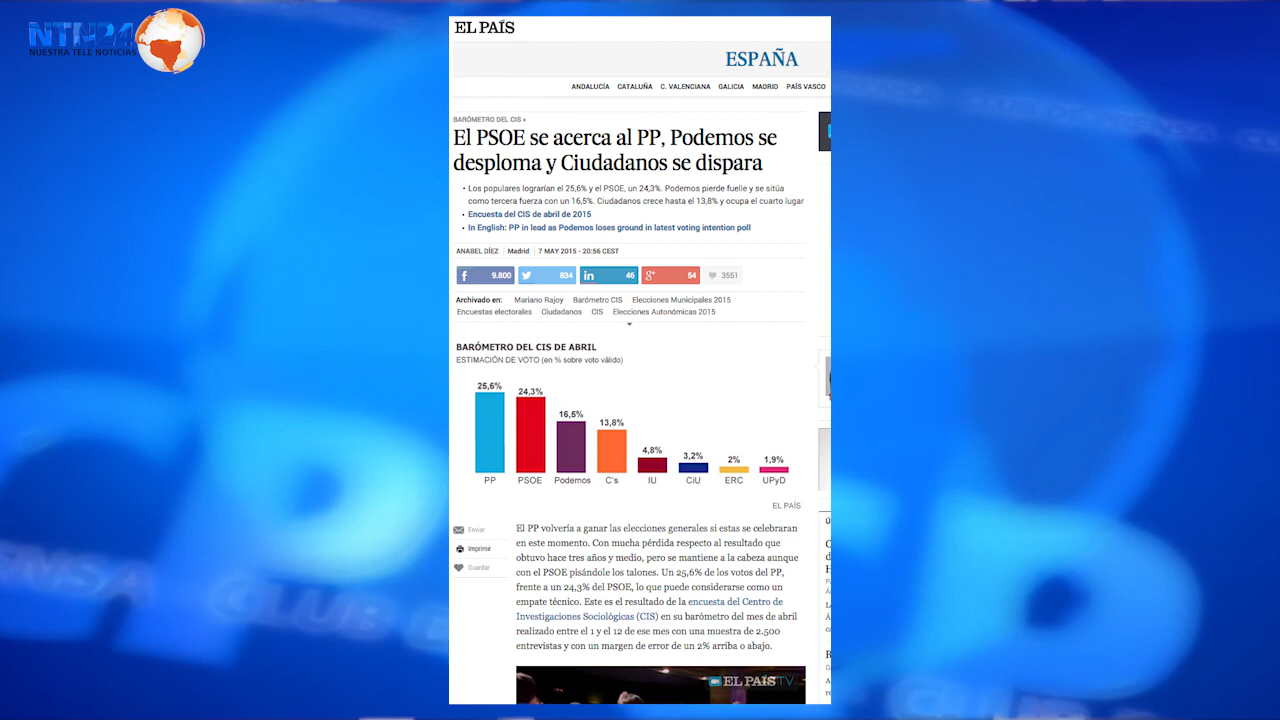 NTN24
NUESTRA TELE NOTICIAS
EL PAÍS
ESPAÑA
ANDALUCÍA CATALUÑA C. VALENCIANA GALICIA MADRID PAÍS VASCO
BARÓMETRO DEL CIS »
El PSOE se acerca al PP, Podemos se
desploma y Ciudadanos se dispara
• Los populares lograrían el 25,6% y el PSOE, un 24,3%. Podemos pierde fuelle y se sitúa
como tercera fuerza con un 16,5%. Ciudadanos crece hasta el 13,8% y ocupa el cuarto lugar
• Encuesta del CIS de abril de 2015
• In English: PP in lead as Podemos loses ground in latest voting intention poll
ANABEL DÍEZ Madrid 7 MAY 2015 - 20:56 CEST
9.800 834 46 54 3551
Archivado en: Mariano Rajoy Barómetro CIS Elecciones Municipales 2015
Encuestas electorales Ciudadanos CIS Elecciones Autonómicas 2015
BARÓMETRO DEL CIS DE ABRIL
ESTIMACIÓN DE VOTO (en % sobre voto válido)
25,6% 24,3% 16,5% 13,8% 4,8% 3,2% 2% 1,9%
PP PSOE Podemos C's IU CiU ERC UPyD
EL PAÍS
Enviar
Imprimir
Guardar
El PP volvería a ganar las elecciones generales si estas se celebraran
en este momento. Con mucha pérdida respecto al resultado que
obtuvo hace tres años y medio, pero se mantiene a la cabeza aunque
con el PSOE pisándole los talones. Un 25,6% de los votos del PP,
frente a un 24,3% del PSOE, lo que puede considerarse como un
empate técnico. Este es el resultado de la encuesta del Centro de
Investigaciones Sociológicas (CIS) en su barómetro del mes de abril
realizado entre el 1 y el 12 de ese mes con una muestra de 2.500
entrevistas y con un margen de error de un 2% arriba o abajo.
EL PAÍS TV